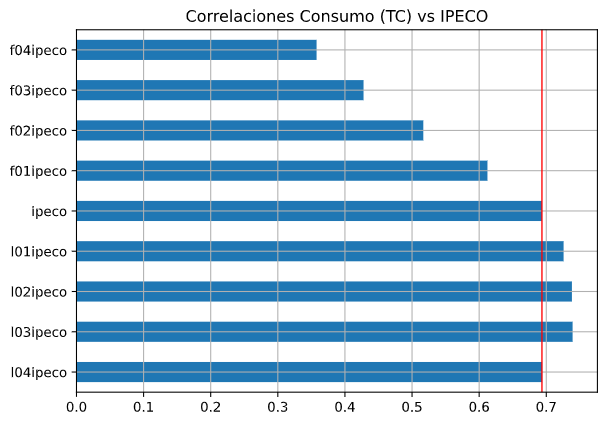 Correlaciones Consumo (TC) vs IPECO
f04ipeco
f03ipeco
f02ipeco
f01ipeco
ipeco
l01ipeco
l02ipeco
l03ipeco
l04ipeco
0.0 0.1 0.2 0.3 0.4 0.5 0.6 0.7